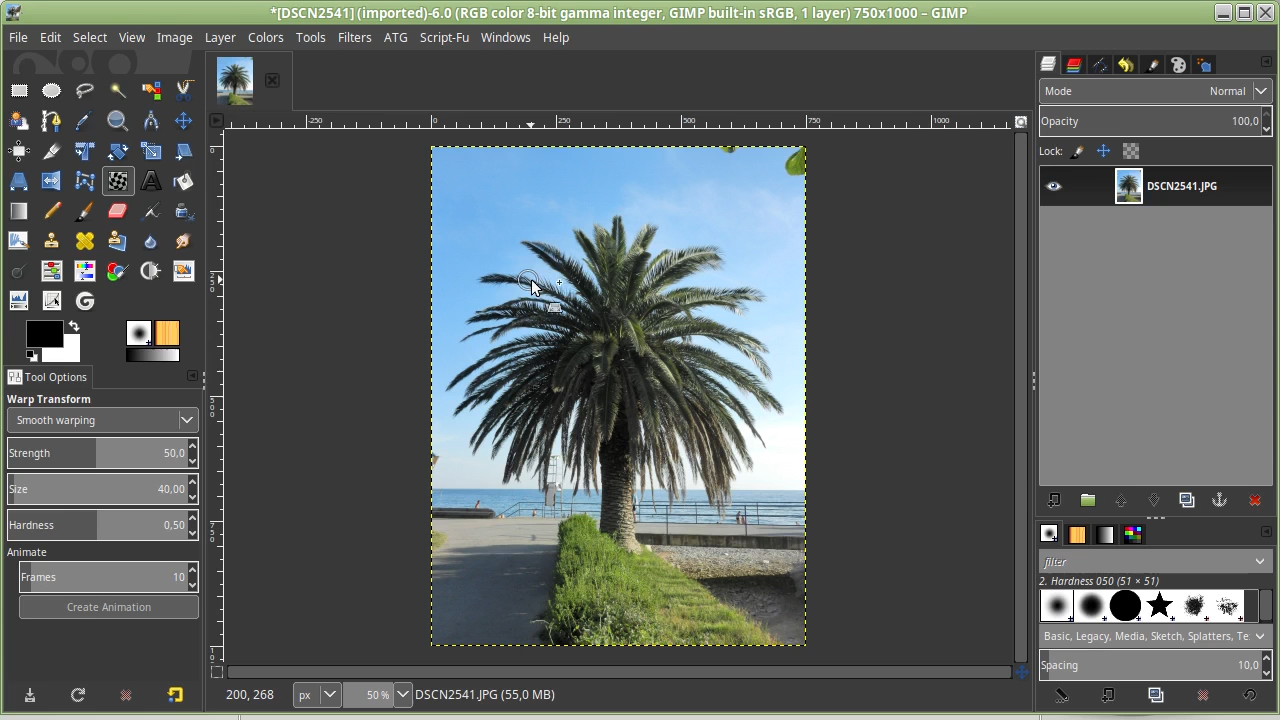 *[DSCN2541] (imported)-6.0 (RGB color 8-bit gamma integer, GIMP built-in sRGB, 1 layer) 750x1000 – GIMP
File Edit Select View Image Layer Colors Tools Filters ATG Script-Fu Windows Help
Mode Normal
Opacity 100,0
Lock:
DSCN2541.JPG
-250 0 250 500 750 1000
0
250
500
750
Tool Options
Warp Transform
Smooth warping
Strength 50,0
Size 40,00
Hardness 0,50
Animate
Frames 10
Create Animation
filter
2. Hardness 050 (51 × 51)
Basic, Legacy, Media, Sketch, Splatters, Te
Spacing 10,0
200, 268 px 50 % DSCN2541.JPG (55,0 MB)